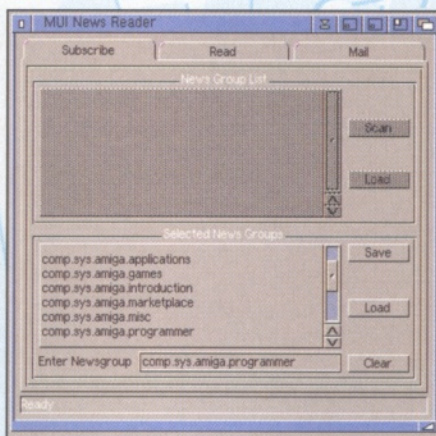 MUI News Reader
Subscribe Read Mail
News Group List
Scan
Load
Selected News Groups
comp.sys.amiga.applications
comp.sys.amiga.games
comp.sys.amiga.introduction
comp.sys.amiga.marketplace
comp.sys.amiga.misc
comp.sys.amiga.programmer
Save
Load
Enter Newsgroup comp.sys.amiga.programmer Clear
Ready